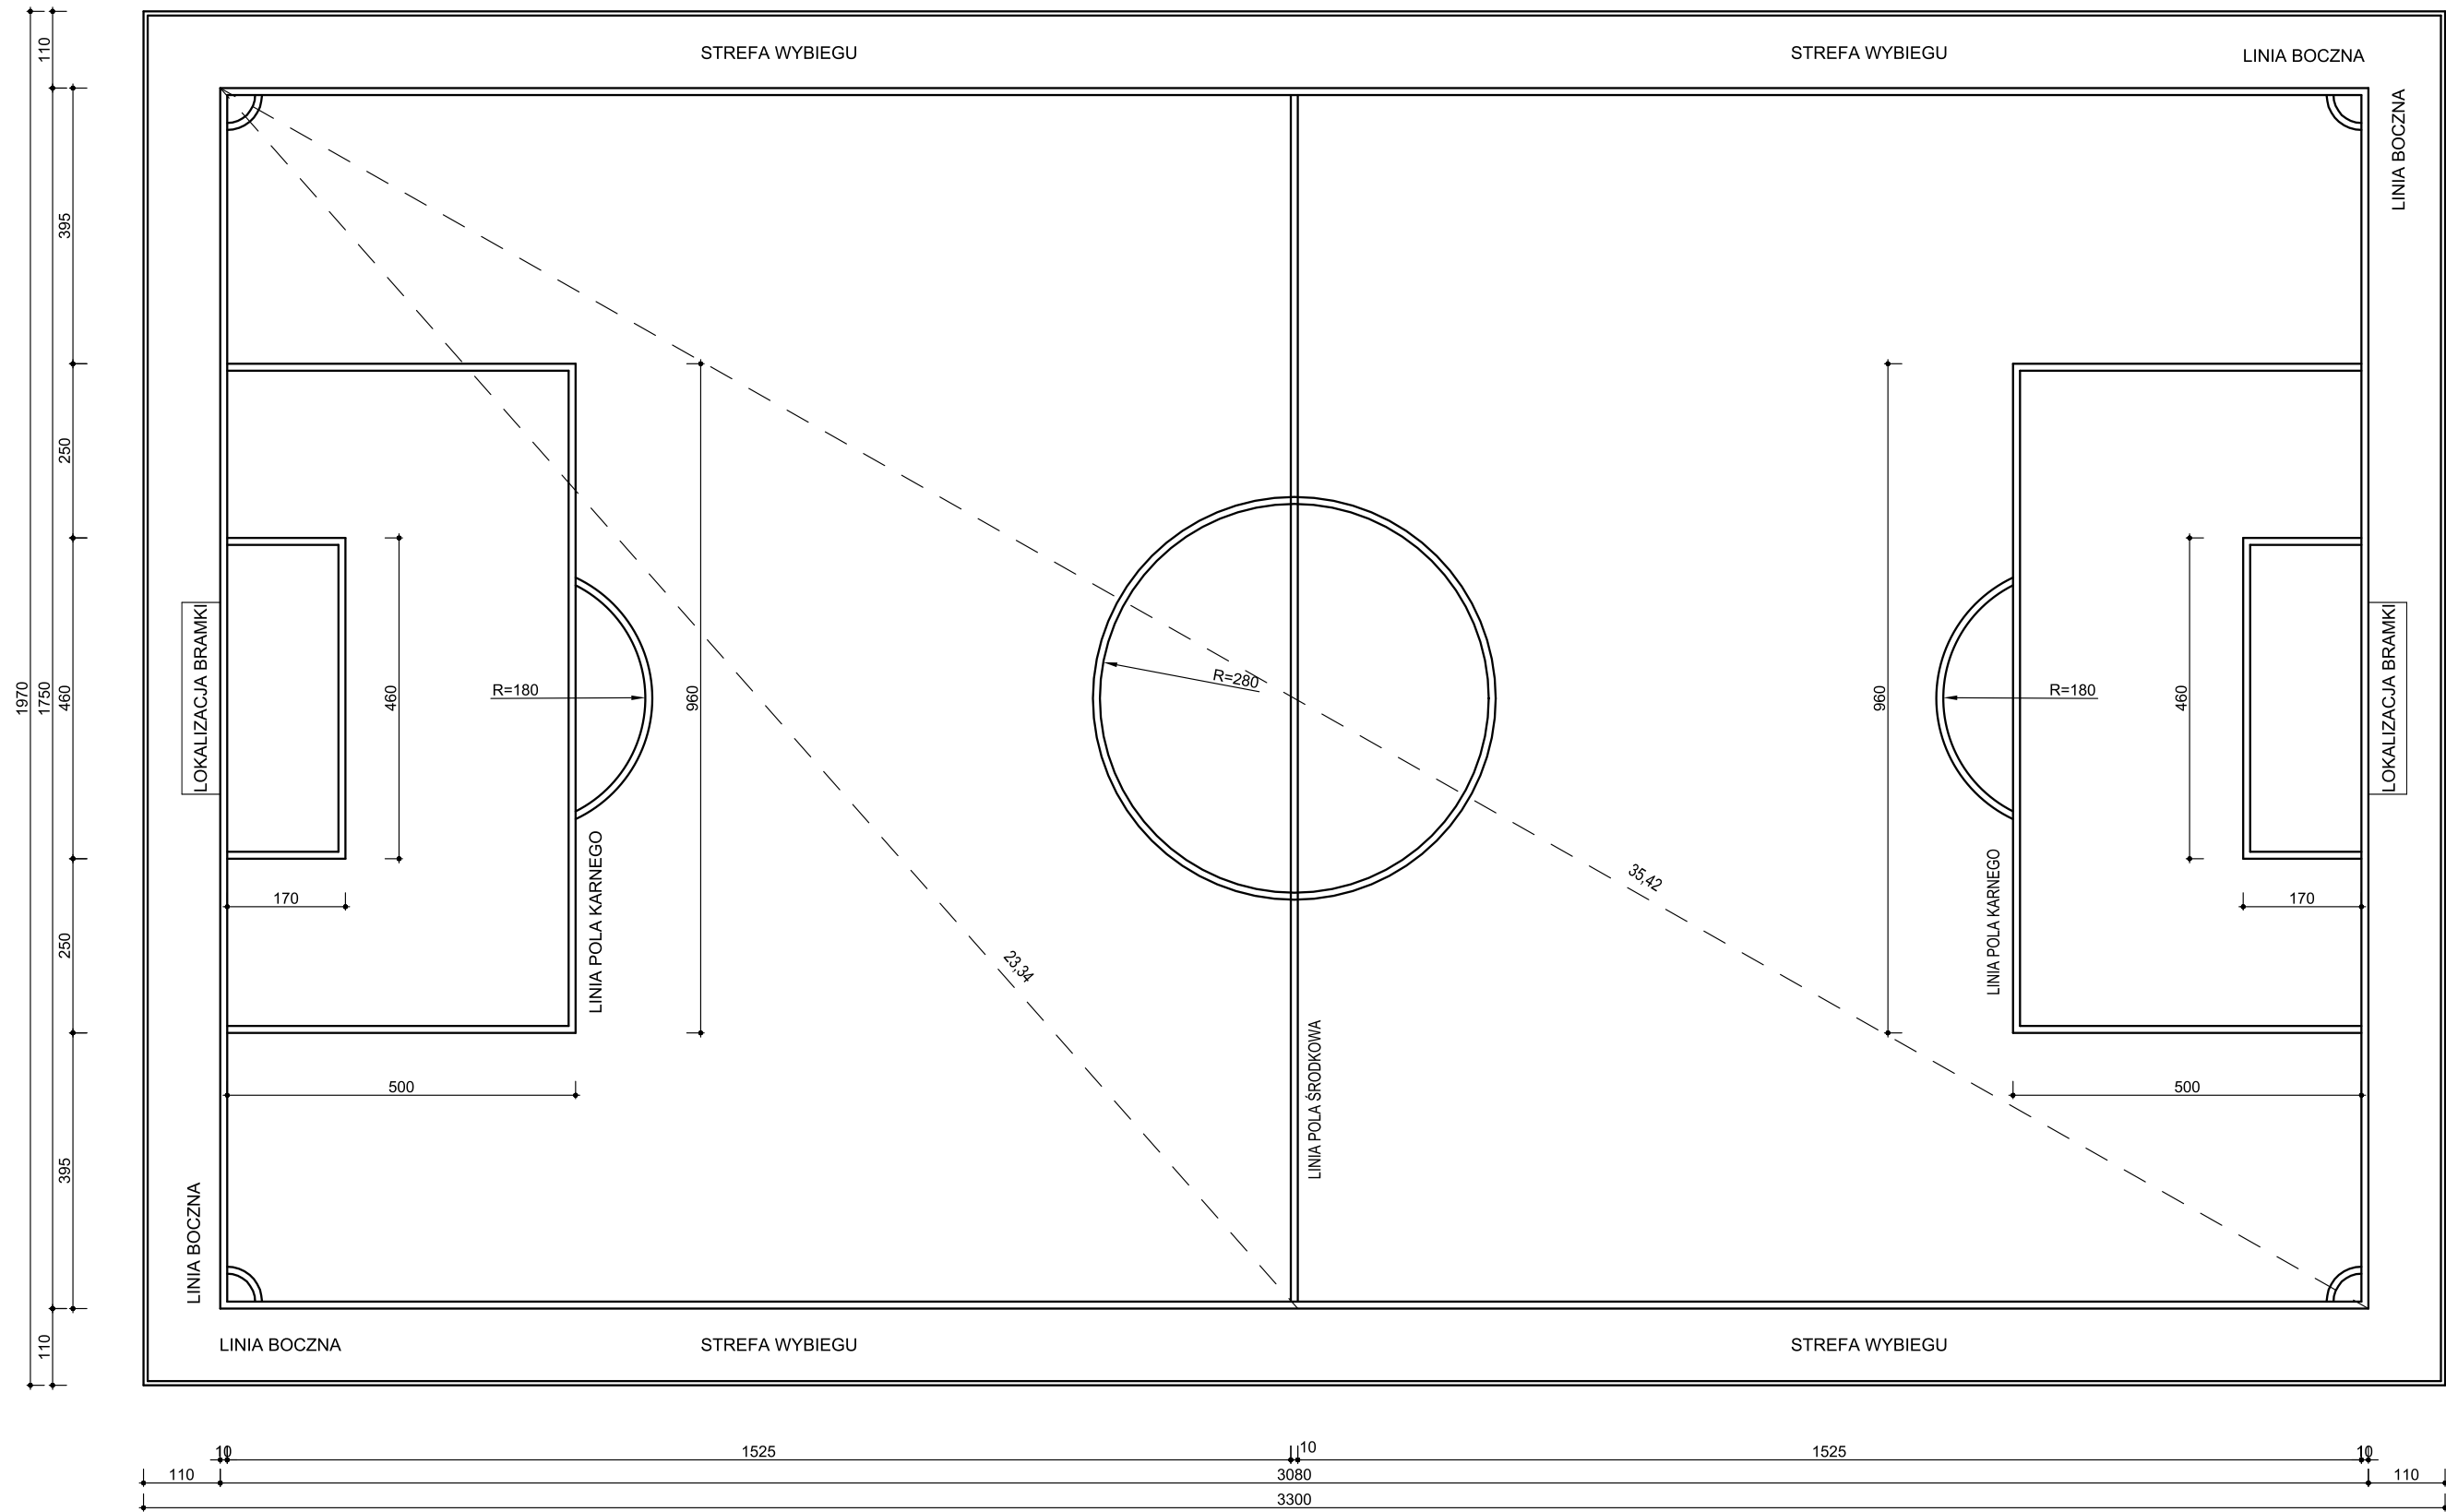 STREFA WYBIEGU
STREFA WYBIEGU
LINIA BOCZNA
LINIA BOCZNA
110
395
250
1970
1750
460
250
395
110
LOKALIZACJA BRAMKI
460
R=180
960
R=280
960
R=180
460
LOKALIZACJA BRAMKI
170
LINIA POLA KARNEGO
23,34
35,42
LINIA POLA KARNEGO
170
500
LINIA POLA ŚRODKOWA
500
LINIA BOCZNA
LINIA BOCZNA
STREFA WYBIEGU
STREFA WYBIEGU
10
1525
10
1525
10
110
3080
110
3300